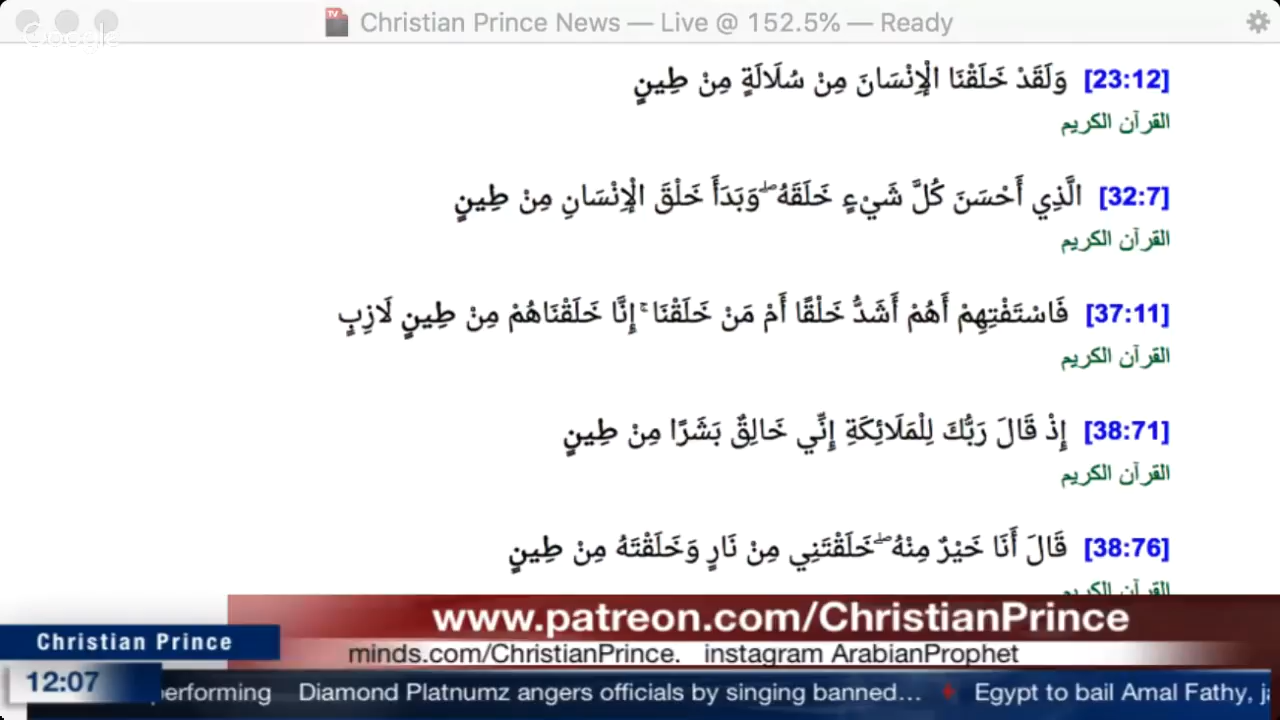 Christian Prince News — Live @ 152.5% — Ready
Google
[23:12] وَلَقَدْ خَلَقْنَا الْإِنْسَانَ مِنْ سُلَالَةٍ مِنْ طِينٍ
القرآن الكريم
[32:7] الَّذِي أَحْسَنَ كُلَّ شَيْءٍ خَلَقَهُ ۖ وَبَدَأَ خَلْقَ الْإِنْسَانِ مِنْ طِينٍ
القرآن الكريم
[37:11] فَاسْتَفْتِهِمْ أَهُمْ أَشَدُّ خَلْقًا أَمْ مَنْ خَلَقْنَا ۚ إِنَّا خَلَقْنَاهُمْ مِنْ طِينٍ لَازِبٍ
القرآن الكريم
[38:71] إِذْ قَالَ رَبُّكَ لِلْمَلَائِكَةِ إِنِّي خَالِقٌ بَشَرًا مِنْ طِينٍ
القرآن الكريم
[38:76] قَالَ أَنَا خَيْرٌ مِنْهُ ۖ خَلَقْتَنِي مِنْ نَارٍ وَخَلَقْتَهُ مِنْ طِينٍ
القرآن الكريم
www.patreon.com/ChristianPrince
Christian Prince
minds.com/ChristianPrince. instagram ArabianProphet
12:07
performing Diamond Platnumz angers officials by singing banned... Egypt to bail Amal Fathy,